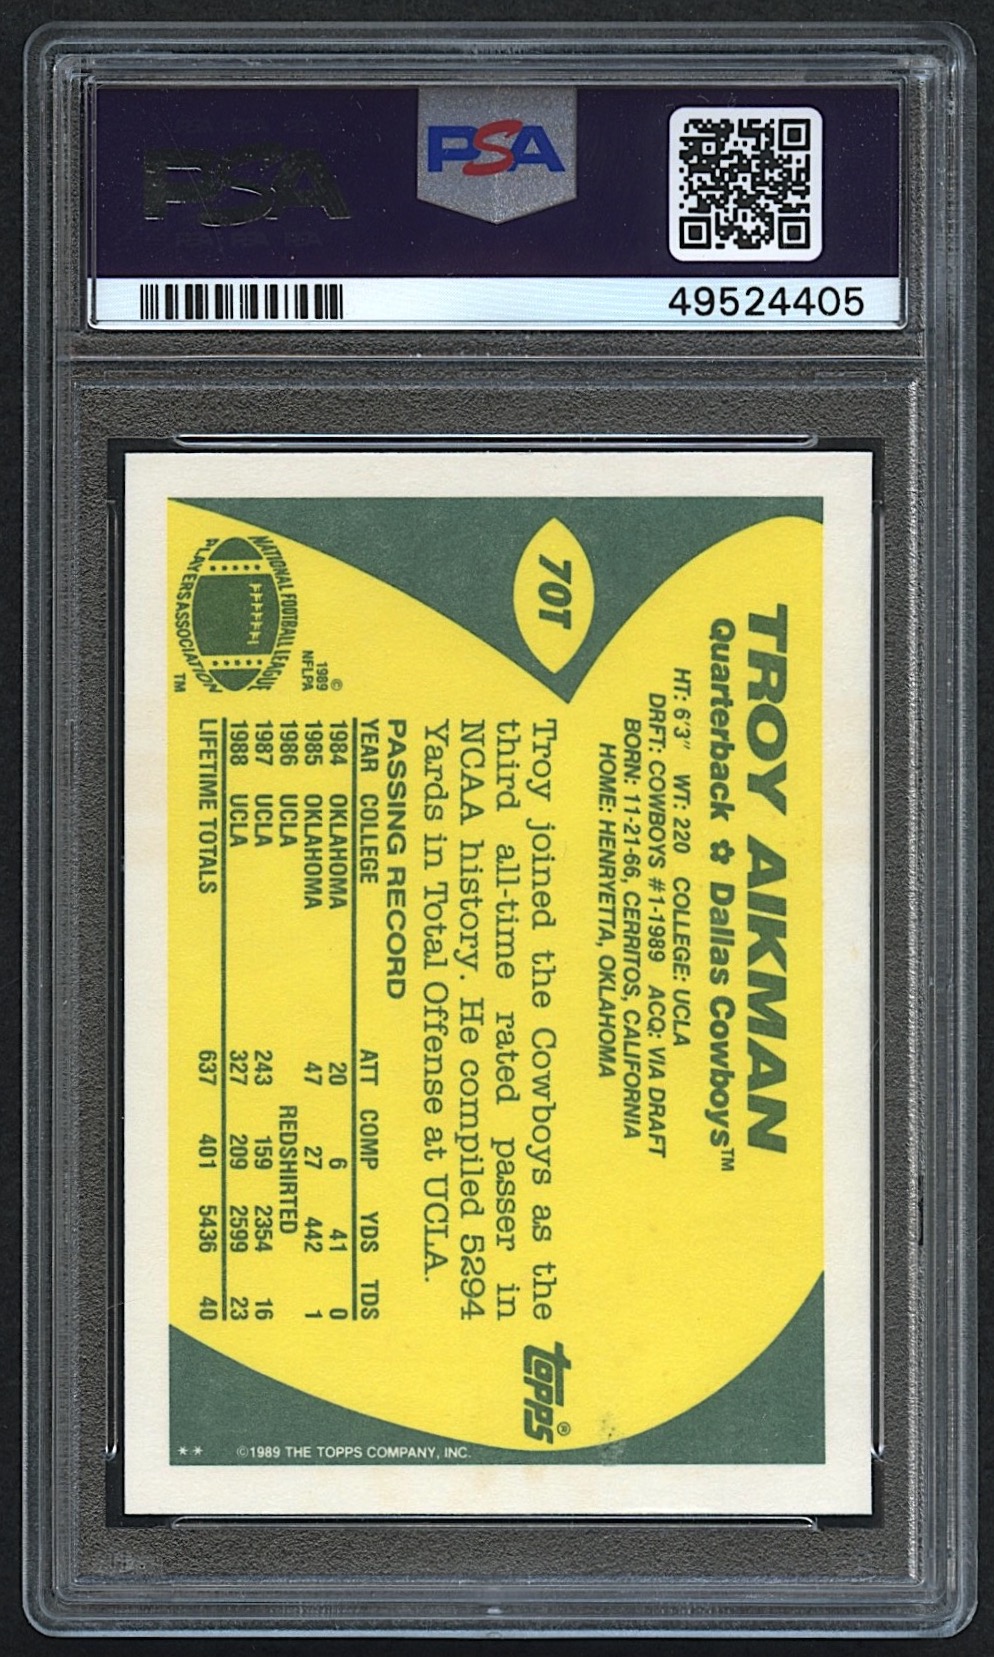 PSA
PSA
49524405
70T
TROY AIKMAN
Quarterback ✿ Dallas Cowboys™
HT: 6'3" WT: 220 COLLEGE: UCLA
DRFT: COWBOYS #1-1989 ACQ: VIA DRAFT
BORN: 11-21-66, CERRITOS, CALIFORNIA
HOME: HENRYETTA, OKLAHOMA
Troy joined the Cowboys as the
third all-time rated passer in
NCAA history. He compiled 5294
Yards in Total Offense at UCLA.
topps®
PASSING RECORD
YEAR COLLEGE ATT COMP YDS TDS
1984 OKLAHOMA 20 6 41 0
1985 OKLAHOMA 47 27 442 1
1986 UCLA REDSHIRTED
1987 UCLA 243 159 2354 16
1988 UCLA 327 209 2599 23
LIFETIME TOTALS 637 401 5436 40
© 1989 NFLPA
NATIONAL FOOTBALL LEAGUE
PLAYERS ASSOCIATION TM
©1989 THE TOPPS COMPANY, INC.
**